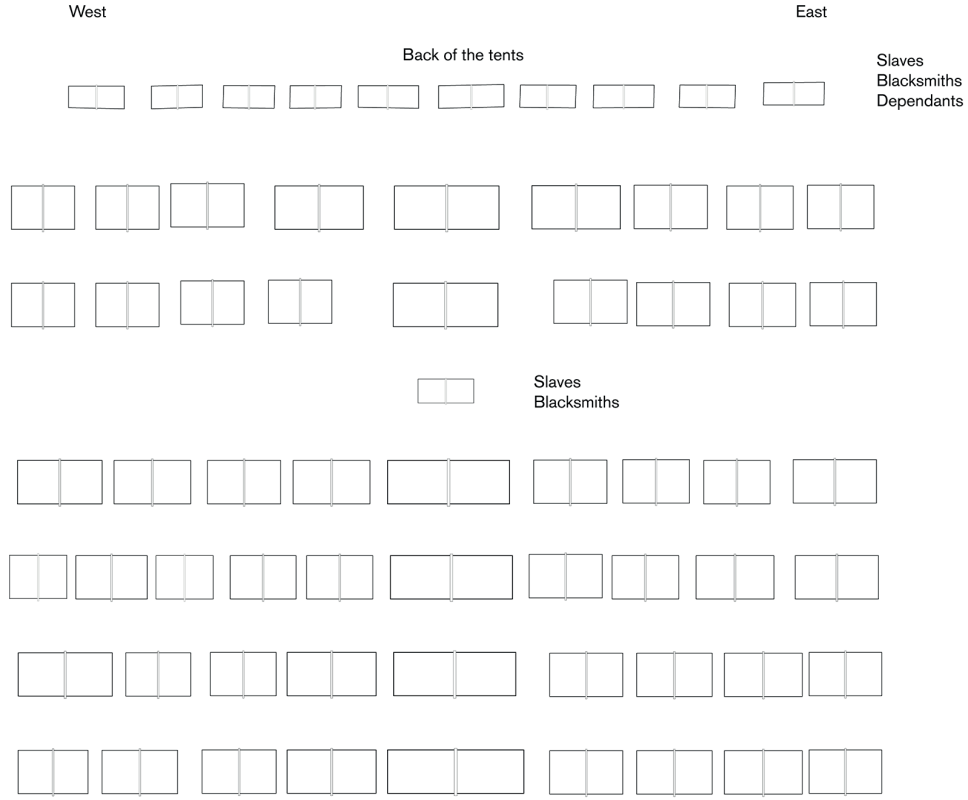 West
East
Back of the tents
Slaves
Blacksmiths
Dependants
Slaves
Blacksmiths